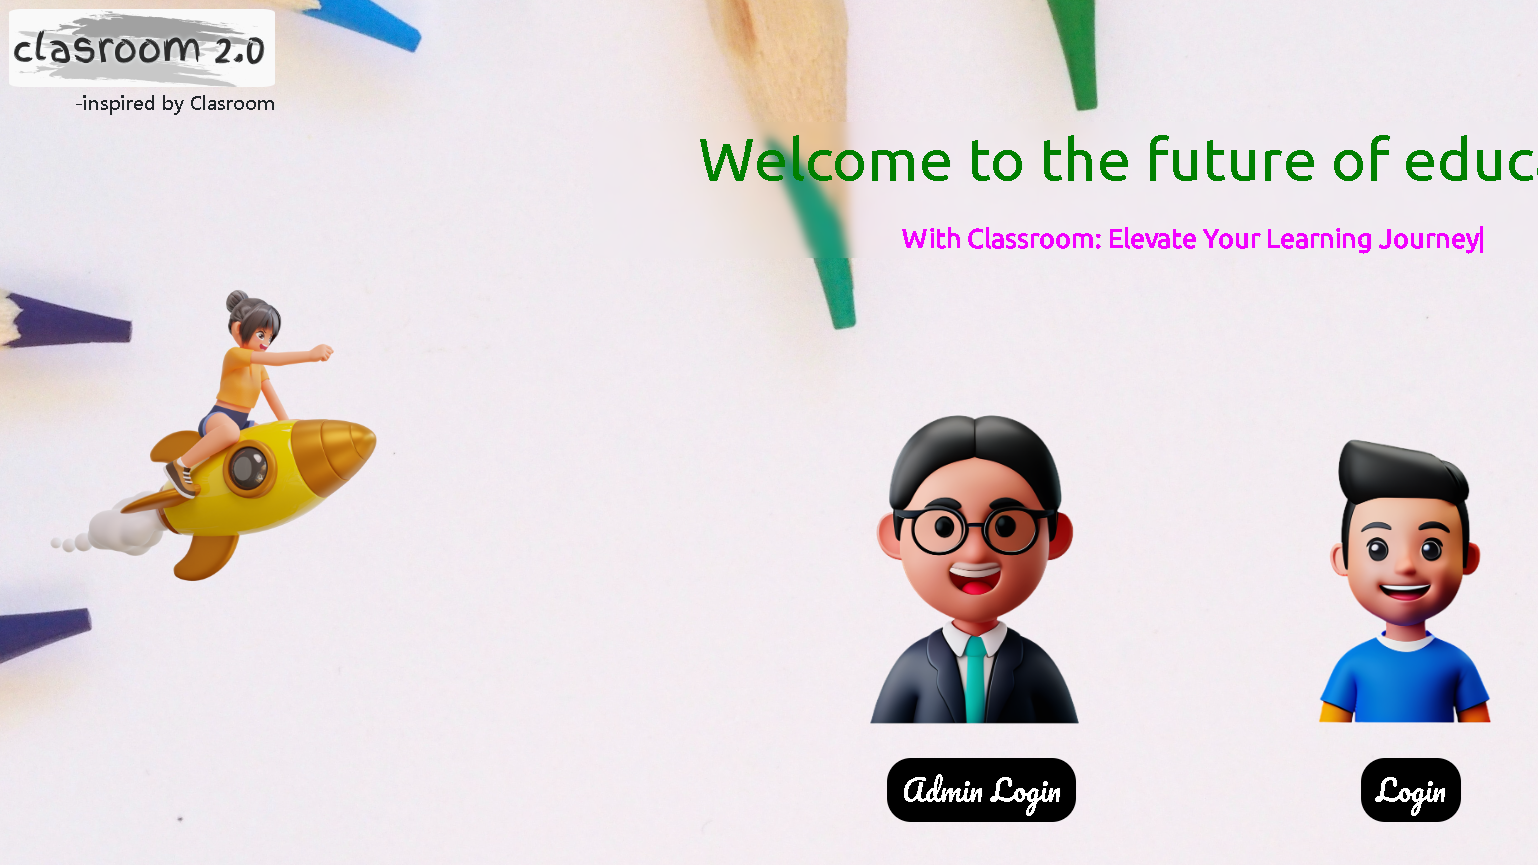 clasroom 2.0
-inspired by Clasroom
Welcome to the future of educ
With Classroom: Elevate Your Learning Journey|
Admin Login
Login